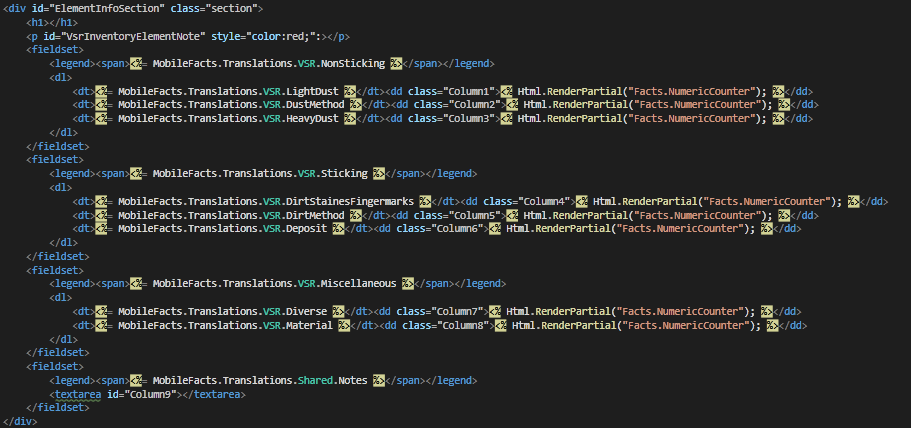 <div id="ElementInfoSection" class="section">
    <h1></h1>
    <p id="VsrInventoryElementNote" style="color:red;":></p>
    <fieldset>
        <legend><span><%= MobileFacts.Translations.VSR.NonSticking %></span></legend>
        <dl>
            <dt><%= MobileFacts.Translations.VSR.LightDust %></dt><dd class="Column1"><% Html.RenderPartial("Facts.NumericCounter"); %></dd>
            <dt><%= MobileFacts.Translations.VSR.DustMethod %></dt><dd class="Column2"><% Html.RenderPartial("Facts.NumericCounter"); %></dd>
            <dt><%= MobileFacts.Translations.VSR.HeavyDust %></dt><dd class="Column3"><% Html.RenderPartial("Facts.NumericCounter"); %></dd>
        </dl>
    </fieldset>
    <fieldset>
        <legend><span><%= MobileFacts.Translations.VSR.Sticking %></span></legend>
        <dl>
            <dt><%= MobileFacts.Translations.VSR.DirtStainesFingermarks %></dt><dd class="Column4"><% Html.RenderPartial("Facts.NumericCounter"); %></dd>
            <dt><%= MobileFacts.Translations.VSR.DirtMethod %></dt><dd class="Column5"><% Html.RenderPartial("Facts.NumericCounter"); %></dd>
            <dt><%= MobileFacts.Translations.VSR.Deposit %></dt><dd class="Column6"><% Html.RenderPartial("Facts.NumericCounter"); %></dd>
        </dl>
    </fieldset>
    <fieldset>
        <legend><span><%= MobileFacts.Translations.VSR.Miscellaneous %></span></legend>
        <dl>
            <dt><%= MobileFacts.Translations.VSR.Diverse %></dt><dd class="Column7"><% Html.RenderPartial("Facts.NumericCounter"); %></dd>
            <dt><%= MobileFacts.Translations.VSR.Material %></dt><dd class="Column8"><% Html.RenderPartial("Facts.NumericCounter"); %></dd>
        </dl>
    </fieldset>
    <fieldset>
        <legend><span><%= MobileFacts.Translations.Shared.Notes %></span></legend>
        <textarea id="Column9"></textarea>
    </fieldset>
</div>